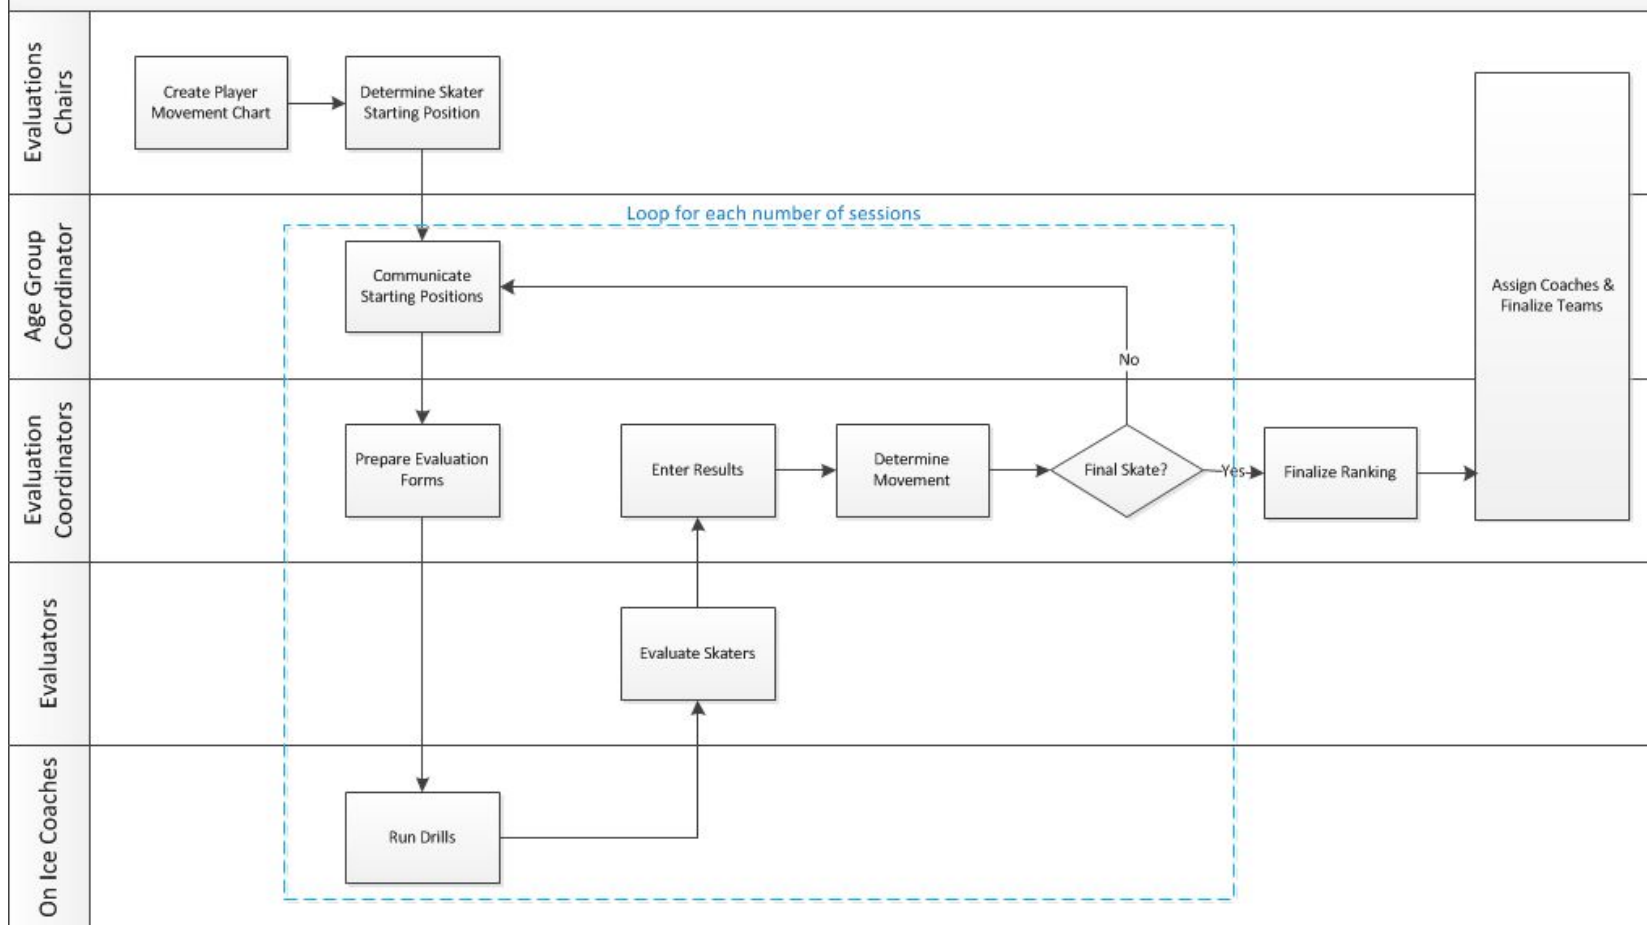 Evaluations
Chairs
Create Player
Movement Chart
Determine Skater
Starting Position
Age Group
Coordinator
Loop for each number of sessions
Communicate
Starting Positions
No
Assign Coaches &
Finalize Teams
Evaluation
Coordinators
Prepare Evaluation
Forms
Enter Results
Determine
Movement
Final Skate?
Yes
Finalize Ranking
Evaluators
Evaluate Skaters
On Ice Coaches
Run Drills